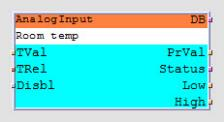 AnalogInput DB
Room temp
TVal PrVal
TRel Status
Disbl Low
High